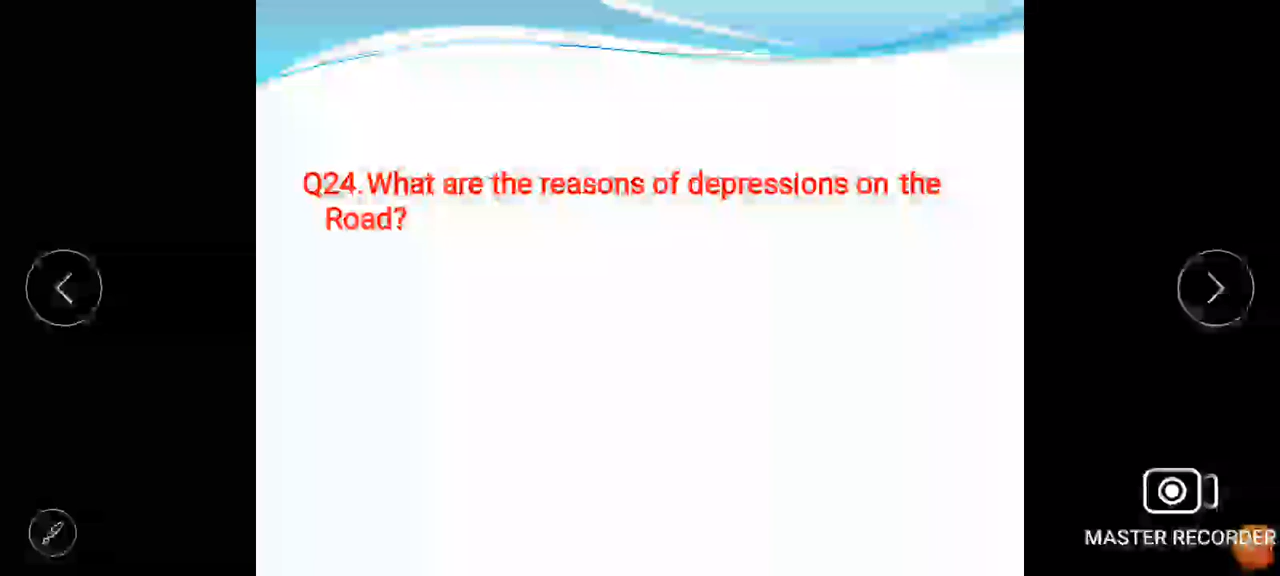 Q24. What are the reasons of depressions on the
Road?
MASTER RECORDER